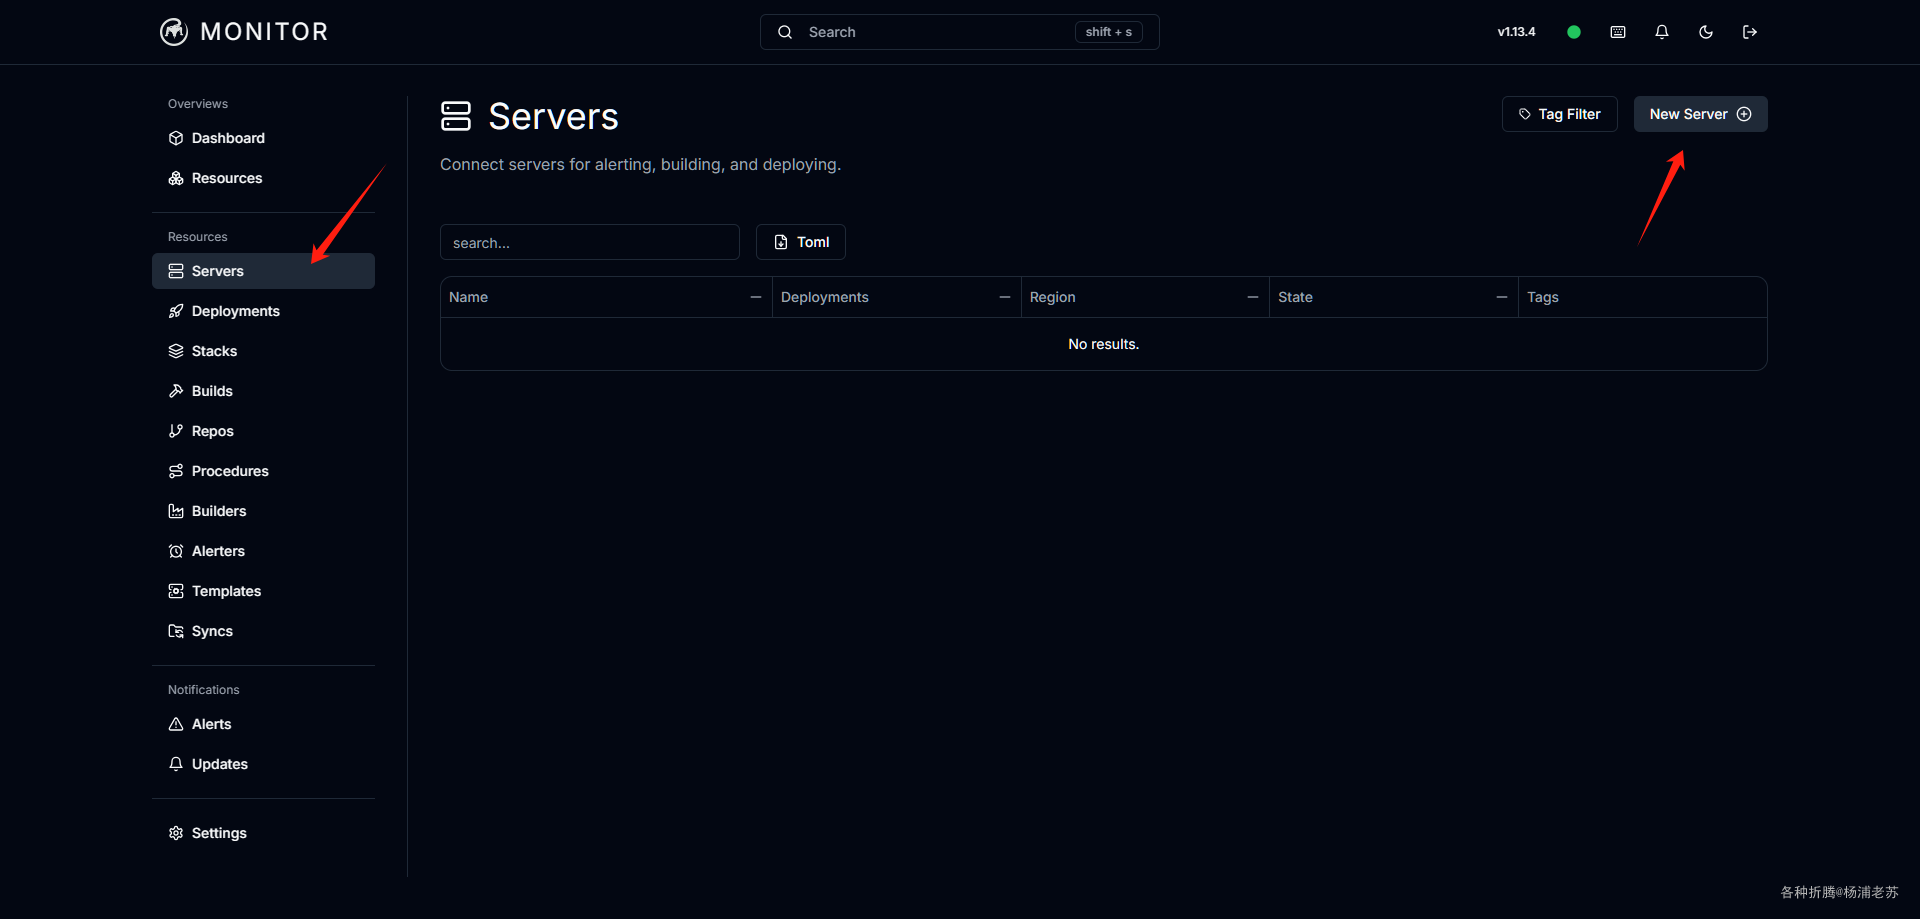 MONITOR
Search
shift + s
v1.13.4
Overviews
Dashboard
Resources
Resources
Servers
Deployments
Stacks
Builds
Repos
Procedures
Builders
Alerters
Templates
Syncs
Notifications
Alerts
Updates
Settings
Servers
Tag Filter
New Server
Connect servers for alerting, building, and deploying.
search...
Toml
Name
Deployments
Region
State
Tags
No results.
各种折腾@杨浦老苏